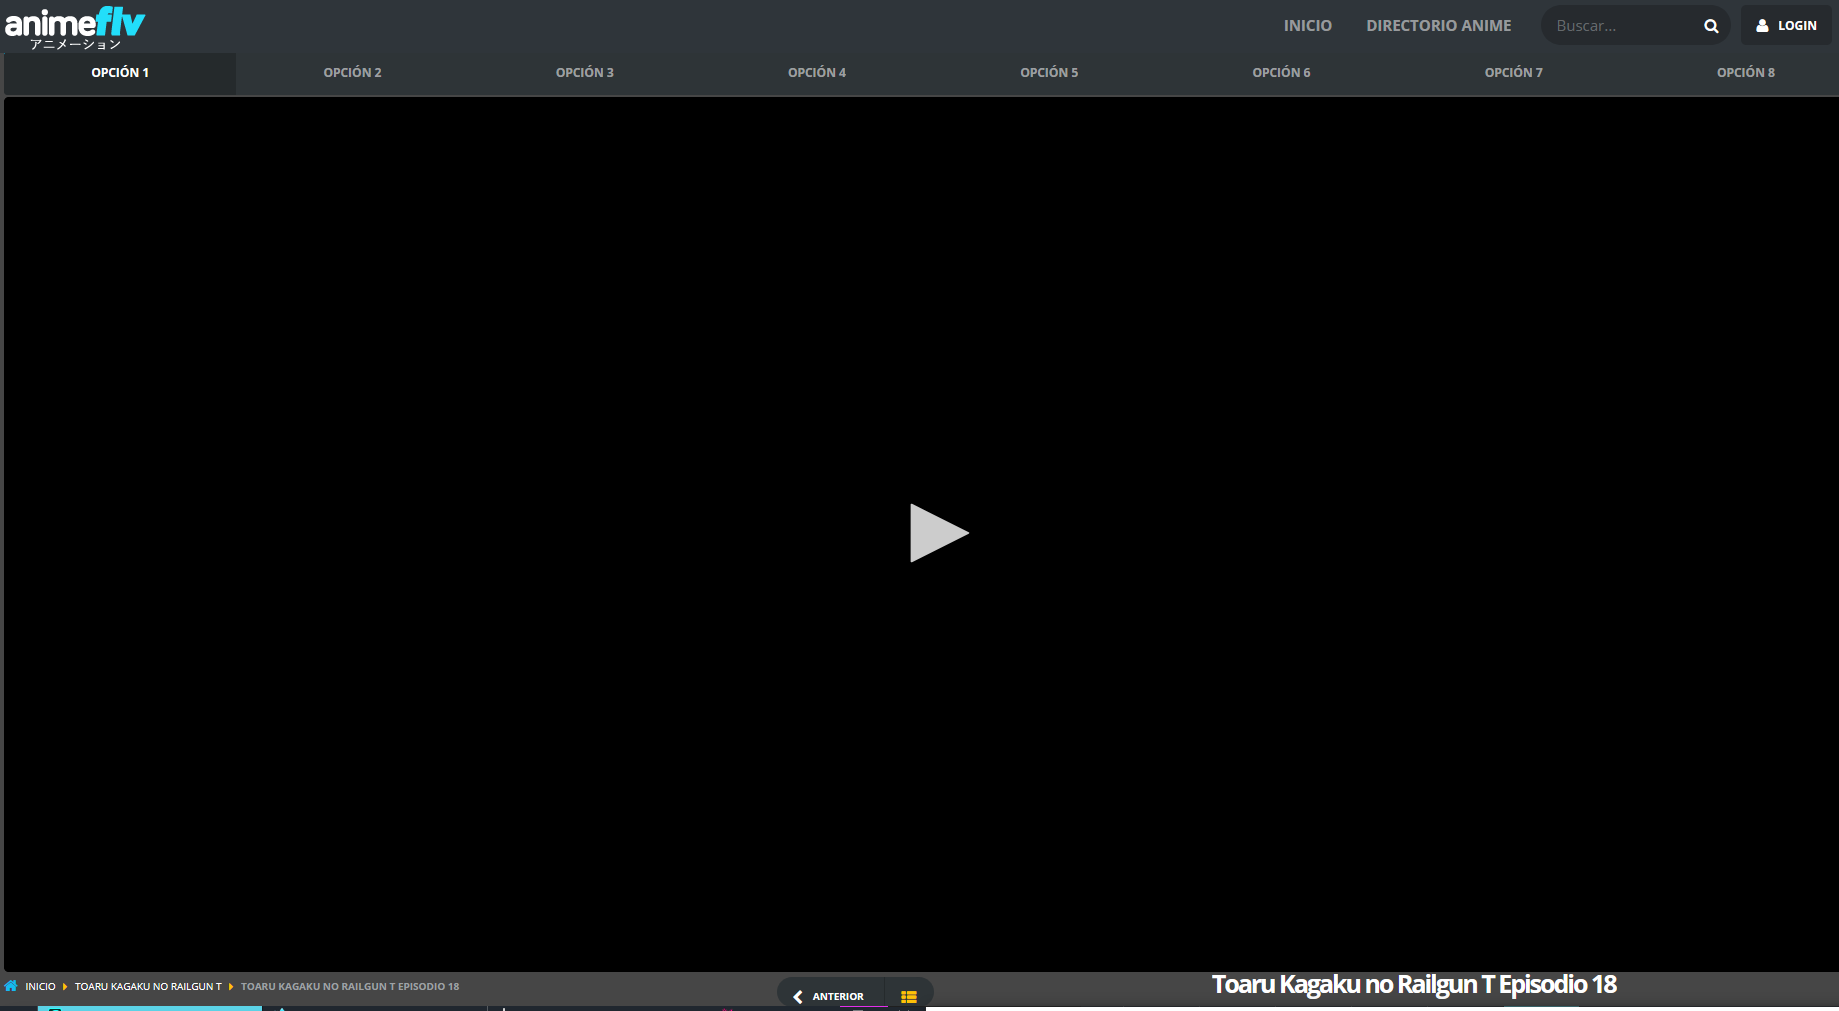 animeflv
アニメーション
INICIO
DIRECTORIO ANIME
Buscar...
LOGIN
OPCIÓN 1
OPCIÓN 2
OPCIÓN 3
OPCIÓN 4
OPCIÓN 5
OPCIÓN 6
OPCIÓN 7
OPCIÓN 8
INICIO
TOARU KAGAKU NO RAILGUN T
TOARU KAGAKU NO RAILGUN T EPISODIO 18
ANTERIOR
Toaru Kagaku no Railgun T Episodio 18